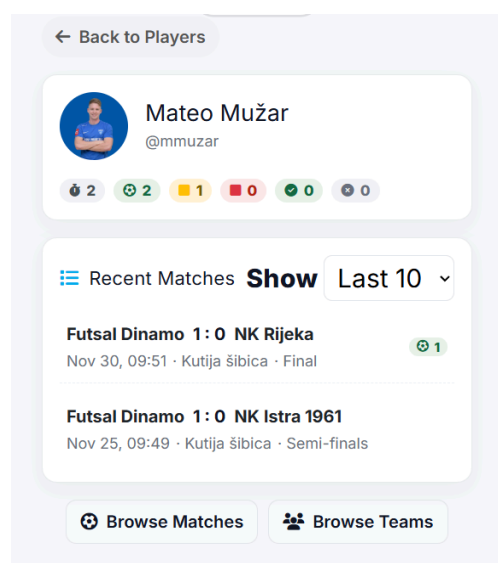 ← Back to Players
Mateo Mužar
@mmuzar
2 2 1 0 0 0
Recent Matches Show Last 10
Futsal Dinamo 1 : 0 NK Rijeka
1
Nov 30, 09:51 · Kutija šibica · Final
Futsal Dinamo 1 : 0 NK Istra 1961
Nov 25, 09:49 · Kutija šibica · Semi-finals
Browse Matches Browse Teams